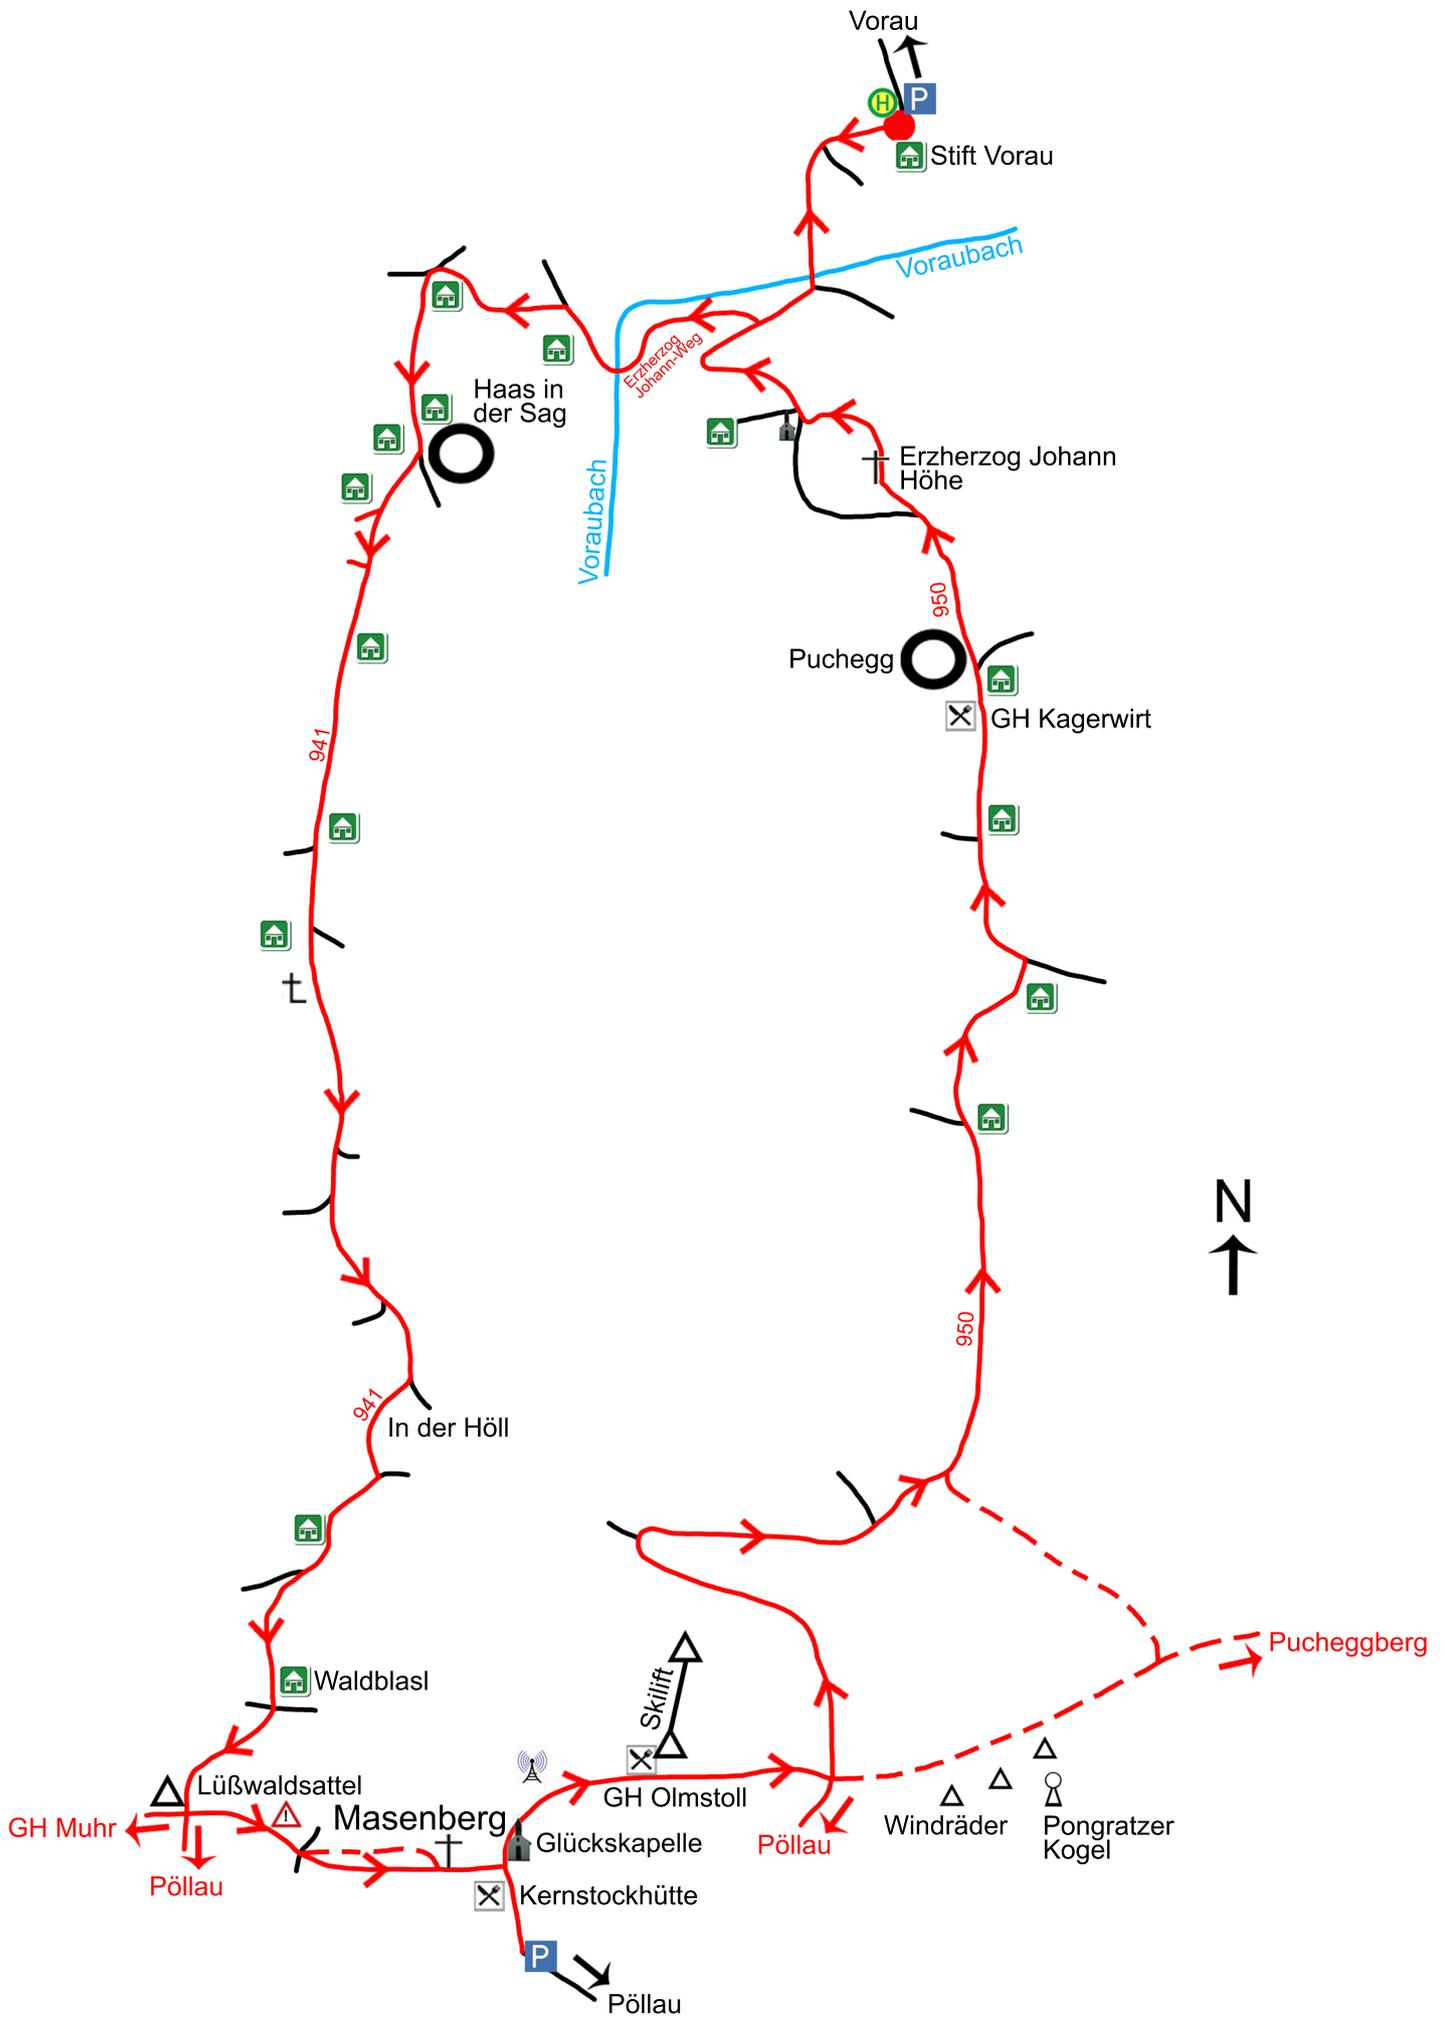 Vorau
H
P
Stift Vorau
Voraubach
Erzherzog
Johann-Weg
Haas in
der Sag
Erzherzog Johann
Höhe
Voraubach
950
Puchegg
GH Kagerwirt
941
N
950
941
In der Höll
Pucheggberg
Waldblasl
Skilift
Lüßwaldsattel
!
GH Muhr
Masenberg
GH Olmstoll
Windräder
Pongratzer
Kogel
Glückskapelle
Pöllau
Pöllau
Kernstockhütte
P
Pöllau